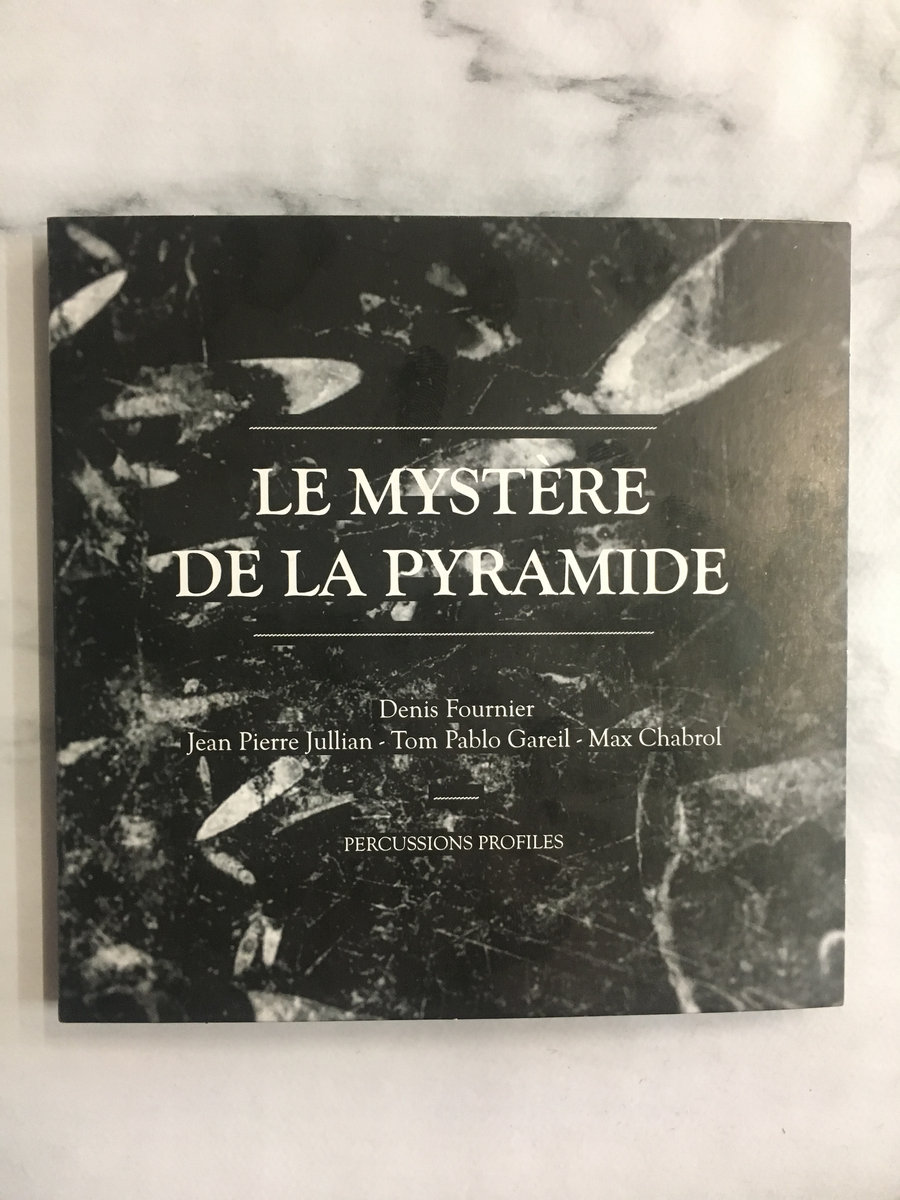 LE MYSTÈRE
DE LA PYRAMIDE
Denis Fournier
Jean Pierre Jullian - Tom Pablo Gareil - Max Chabrol
PERCUSSIONS PROFILES